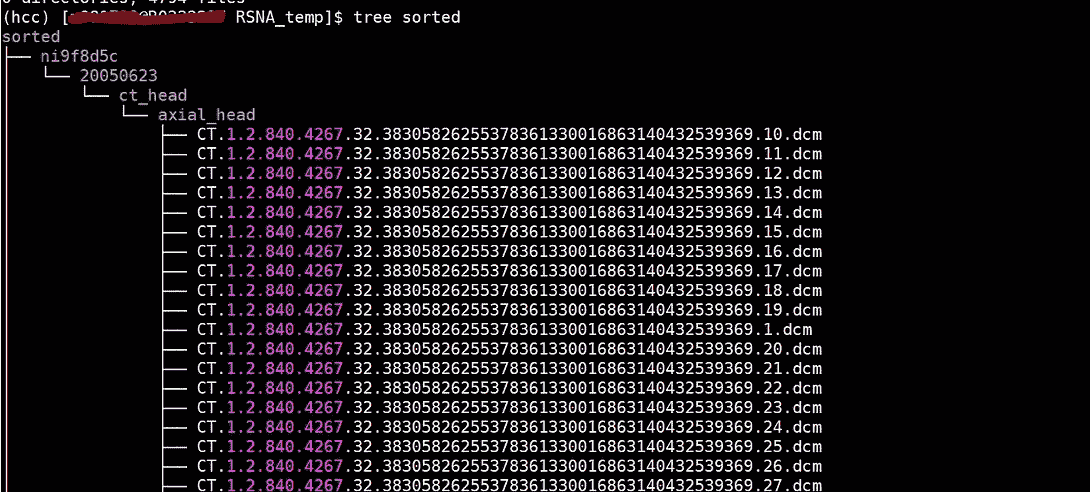 0 directories, 4754 files
(hcc) [ RSNA_temp]$ tree sorted
sorted
├── ni9f8d5c
│   └── 20050623
│       └── ct_head
│           └── axial_head
│               ├── CT.1.2.840.4267.32.383058262553783613300168631404325393​69.10.dcm
│               ├── CT.1.2.840.4267.32.38305826255378361330016863140432539369.11.dcm
│               ├── CT.1.2.840.4267.32.38305826255378361330016863140432539369.12.dcm
│               ├── CT.1.2.840.4267.32.38305826255378361330016863140432539369.13.dcm
│               ├── CT.1.2.840.4267.32.38305826255378361330016863140432539369.14.dcm
│               ├── CT.1.2.840.4267.32.38305826255378361330016863140432539369.15.dcm
│               ├── CT.1.2.840.4267.32.38305826255378361330016863140432539369.16.dcm
│               ├── CT.1.2.840.4267.32.38305826255378361330016863140432539369.17.dcm
│               ├── CT.1.2.840.4267.32.38305826255378361330016863140432539369.18.dcm
│               ├── CT.1.2.840.4267.32.38305826255378361330016863140432539369.19.dcm
│               ├── CT.1.2.840.4267.32.38305826255378361330016863140432539369.1.dcm
│               ├── CT.1.2.840.4267.32.38305826255378361330016863140432539369.20.dcm
│               ├── CT.1.2.840.4267.32.38305826255378361330016863140432539369.21.dcm
│               ├── CT.1.2.840.4267.32.38305826255378361330016863140432539369.22.dcm
│               ├── CT.1.2.840.4267.32.38305826255378361330016863140432539369.23.dcm
│               ├── CT.1.2.840.4267.32.38305826255378361330016863140432539369.24.dcm
│               ├── CT.1.2.840.4267.32.38305826255378361330016863140432539369.25.dcm
│               ├── CT.1.2.840.4267.32.38305826255378361330016863140432539369.26.dcm
│               ├── CT.1.2.840.4267.32.38305826255378361330016863140432539369.27.dcm